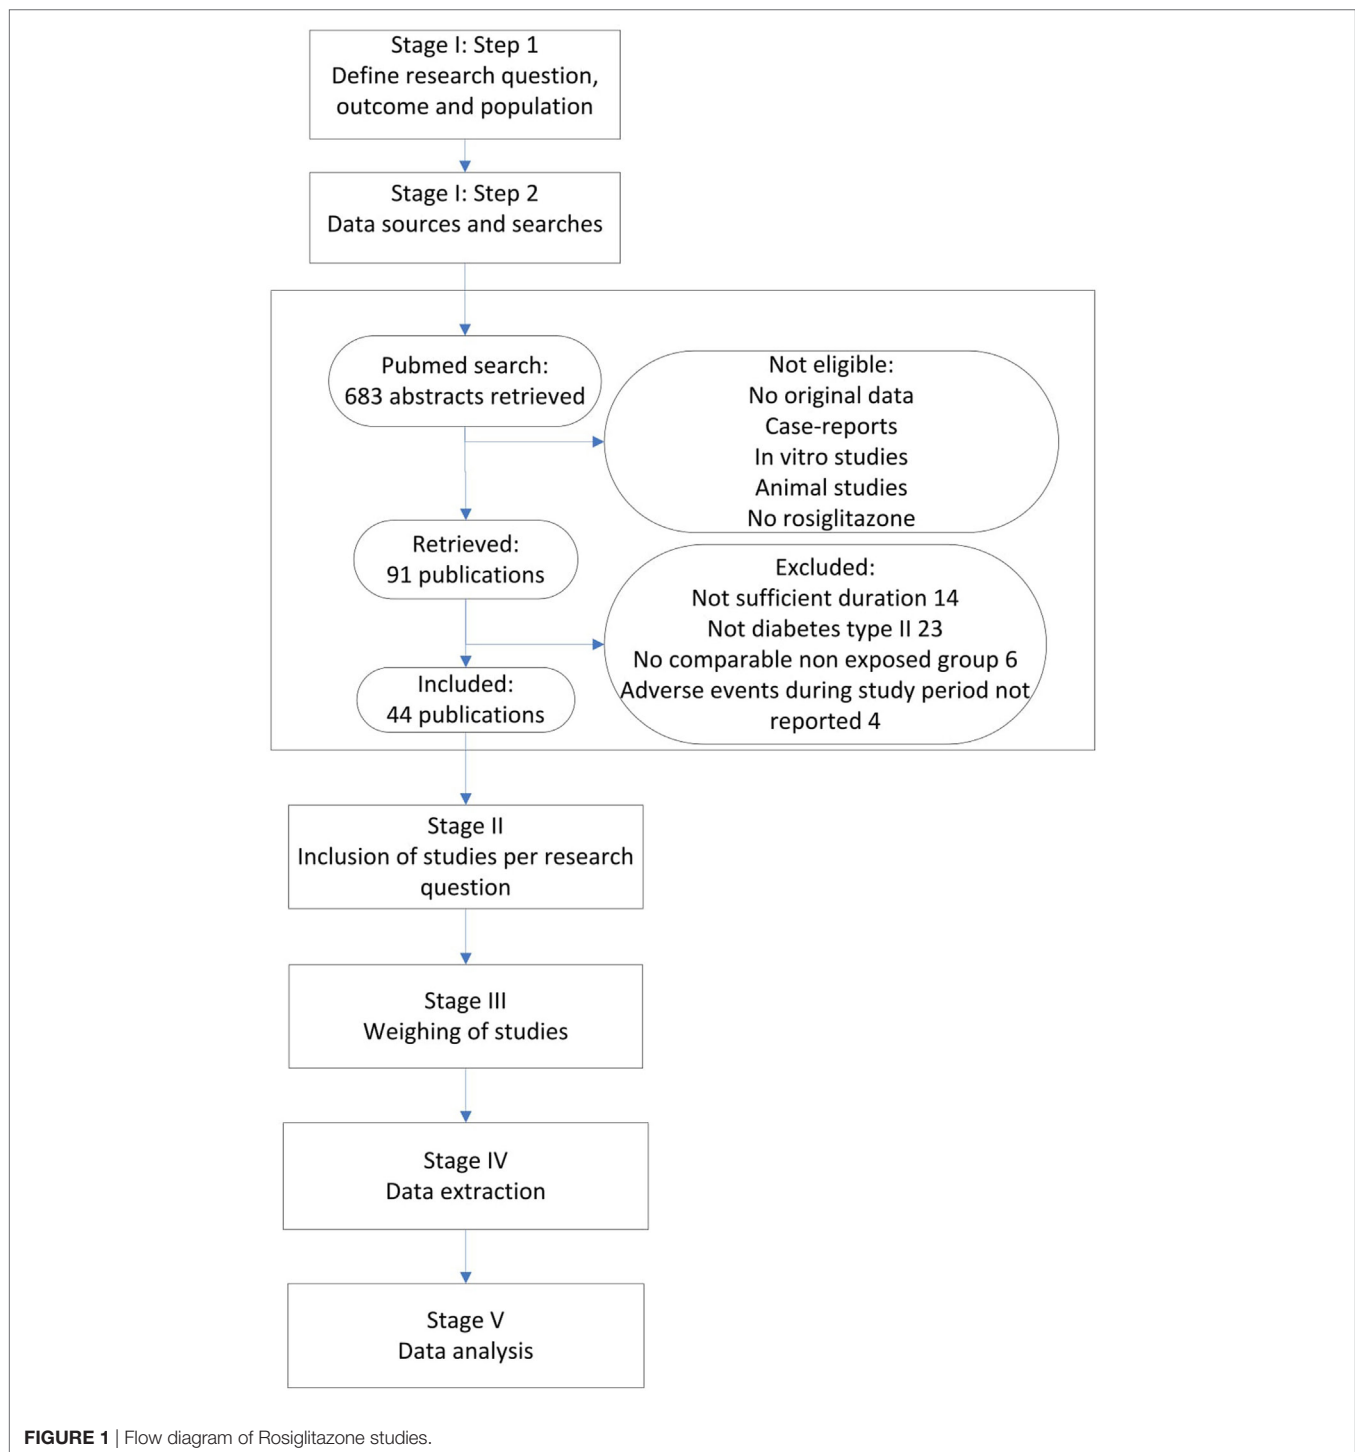 Stage I: Step 1
Define research question,
outcome and population
Stage I: Step 2
Data sources and searches
Pubmed search:
683 abstracts retrieved
Not eligible:
No original data
Case-reports
In vitro studies
Animal studies
No rosiglitazone
Retrieved:
91 publications
Excluded:
Not sufficient duration 14
Not diabetes type II 23
No comparable non exposed group 6
Adverse events during study period not
reported 4
Included:
44 publications
Stage II
Inclusion of studies per research
question
Stage III
Weighing of studies
Stage IV
Data extraction
Stage V
Data analysis
FIGURE 1 | Flow diagram of Rosiglitazone studies.